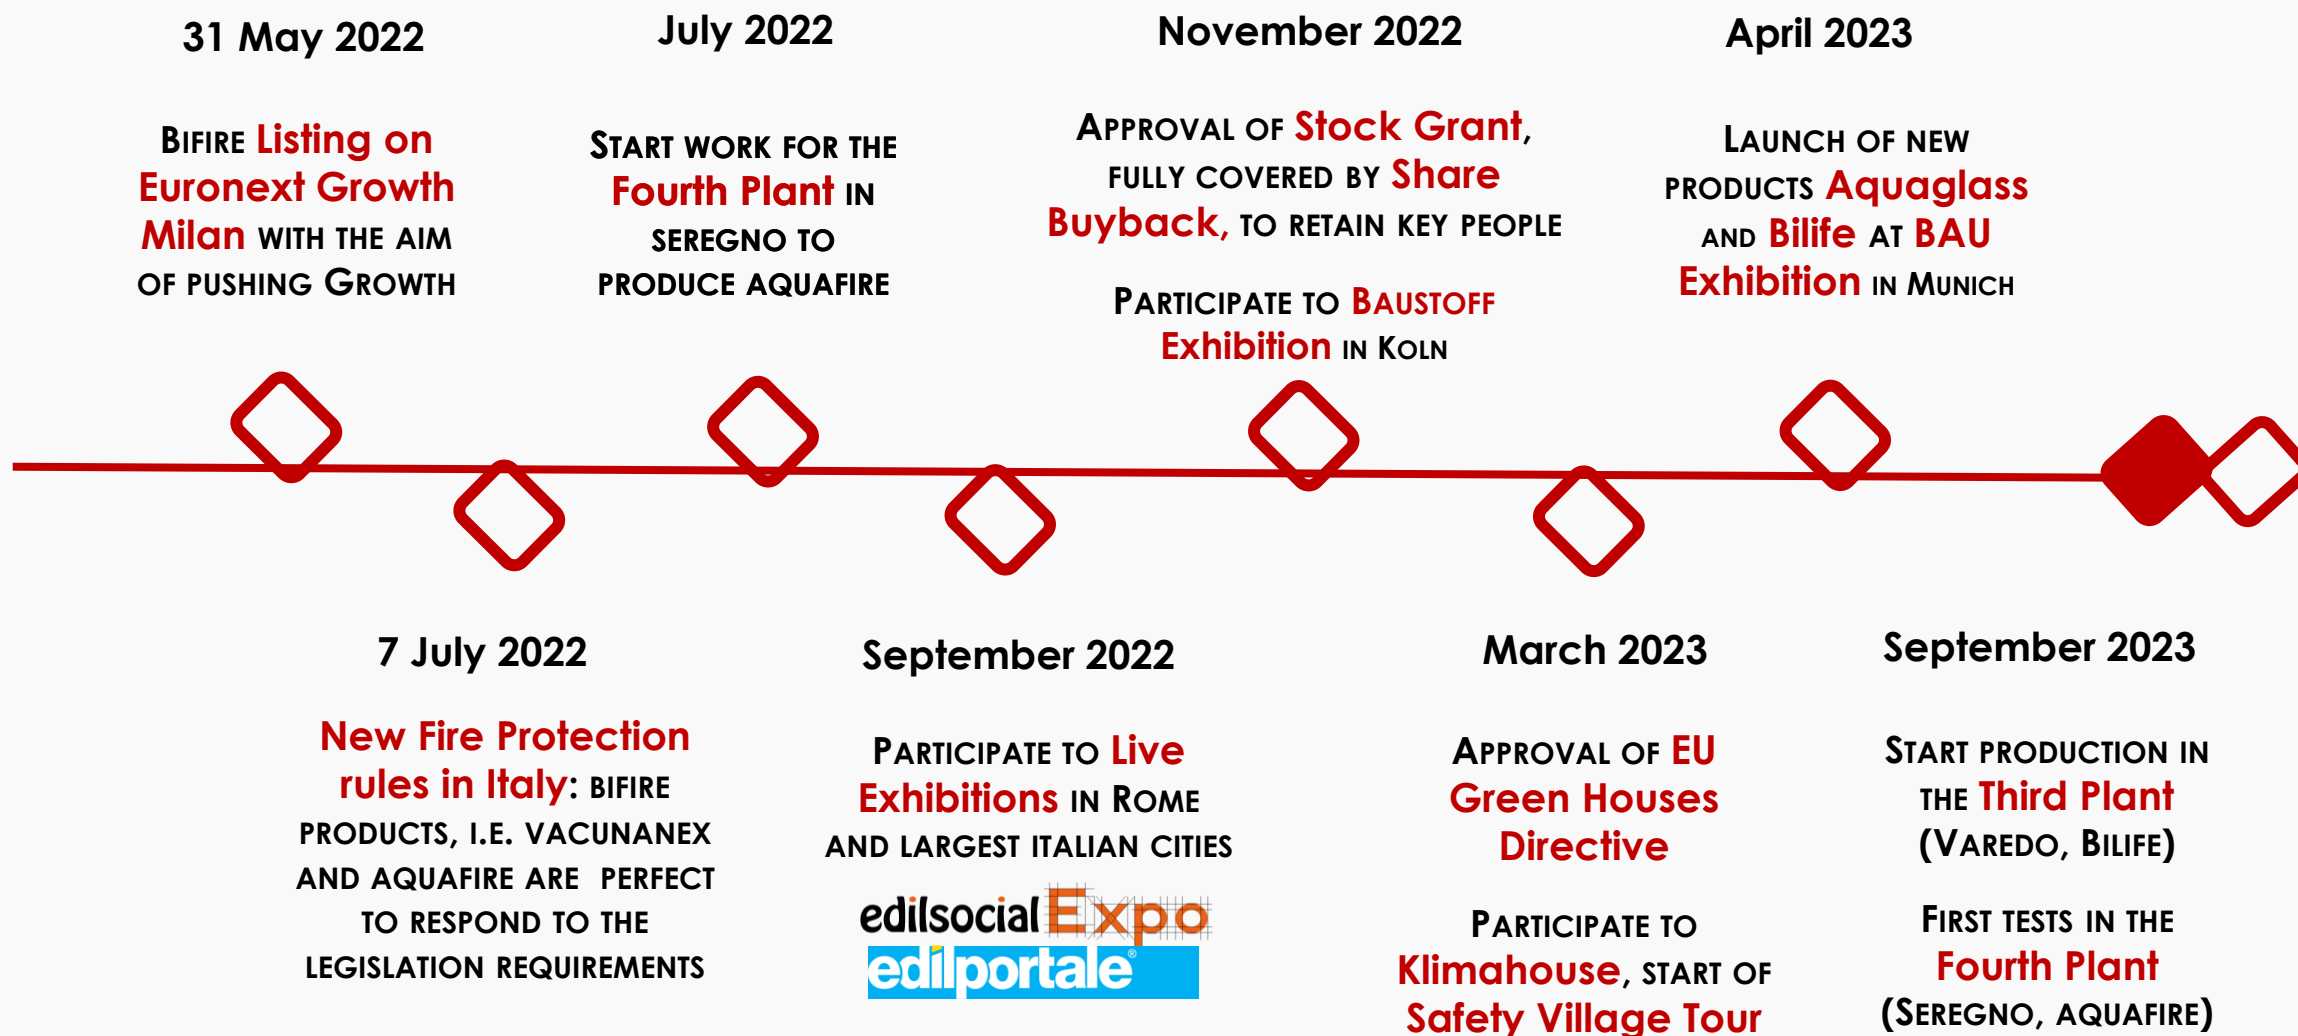 31 May 2022
BIFIRE Listing on
Euronext Growth
Milan WITH THE AIM
OF PUSHING GROWTH
July 2022
START WORK FOR THE
Fourth Plant IN
SEREGNO TO
PRODUCE AQUAFIRE
November 2022
APPROVAL OF Stock Grant,
FULLY COVERED BY Share
Buyback, TO RETAIN KEY PEOPLE
PARTICIPATE TO BAUSTOFF
Exhibition IN KOLN
April 2023
LAUNCH OF NEW
PRODUCTS Aquaglass
AND Bilife AT BAU
Exhibition IN MUNICH
7 July 2022
New Fire Protection
rules in Italy: BIFIRE
PRODUCTS, I.E. VACUNANEX
AND AQUAFIRE ARE PERFECT
TO RESPOND TO THE
LEGISLATION REQUIREMENTS
September 2022
PARTICIPATE TO Live
Exhibitions IN ROME
AND LARGEST ITALIAN CITIES
edilsocial Expo
edilportale®
March 2023
APPROVAL OF EU
Green Houses
Directive
PARTICIPATE TO
Klimahouse, START OF
Safety Village Tour
September 2023
START PRODUCTION IN
THE Third Plant
(VAREDO, BILIFE)
FIRST TESTS IN THE
Fourth Plant
(SEREGNO, AQUAFIRE)